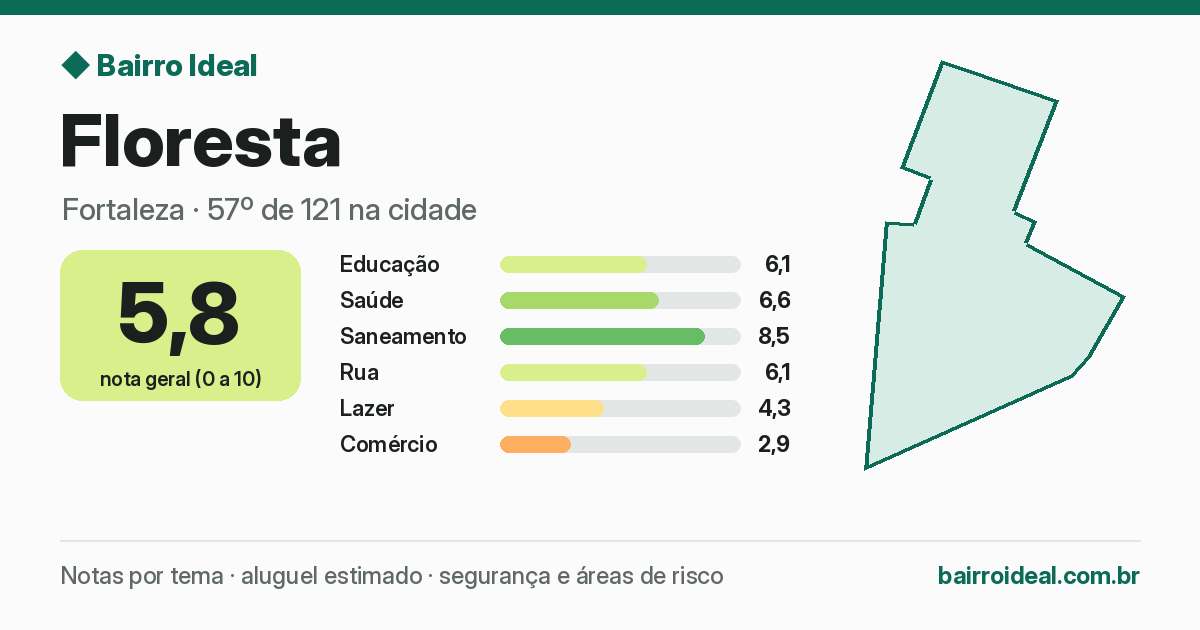 Bairro Ideal
Floresta
Fortaleza · 57º de 121 na cidade
5,8
nota geral (0 a 10)
Educação 6,1
Saúde 6,6
Saneamento 8,5
Rua 6,1
Lazer 4,3
Comércio 2,9
Notas por tema · aluguel estimado · segurança e áreas de risco
bairroideal.com.br